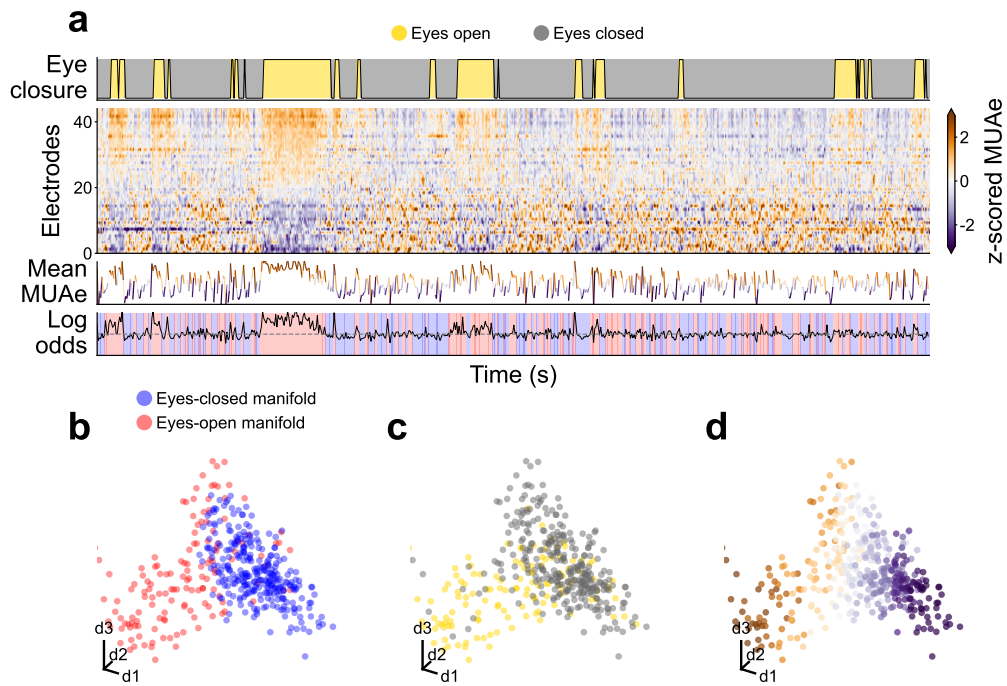 a
Eyes open
Eyes closed
Eye
closure
Electrodes
40
20
0
2
0
-2
z-scored MUAe
Mean
MUAe
Log
odds
Time (s)
Eyes-closed manifold
Eyes-open manifold
b
c
d
d3
d2
d1
d3
d2
d1
d3
d2
d1